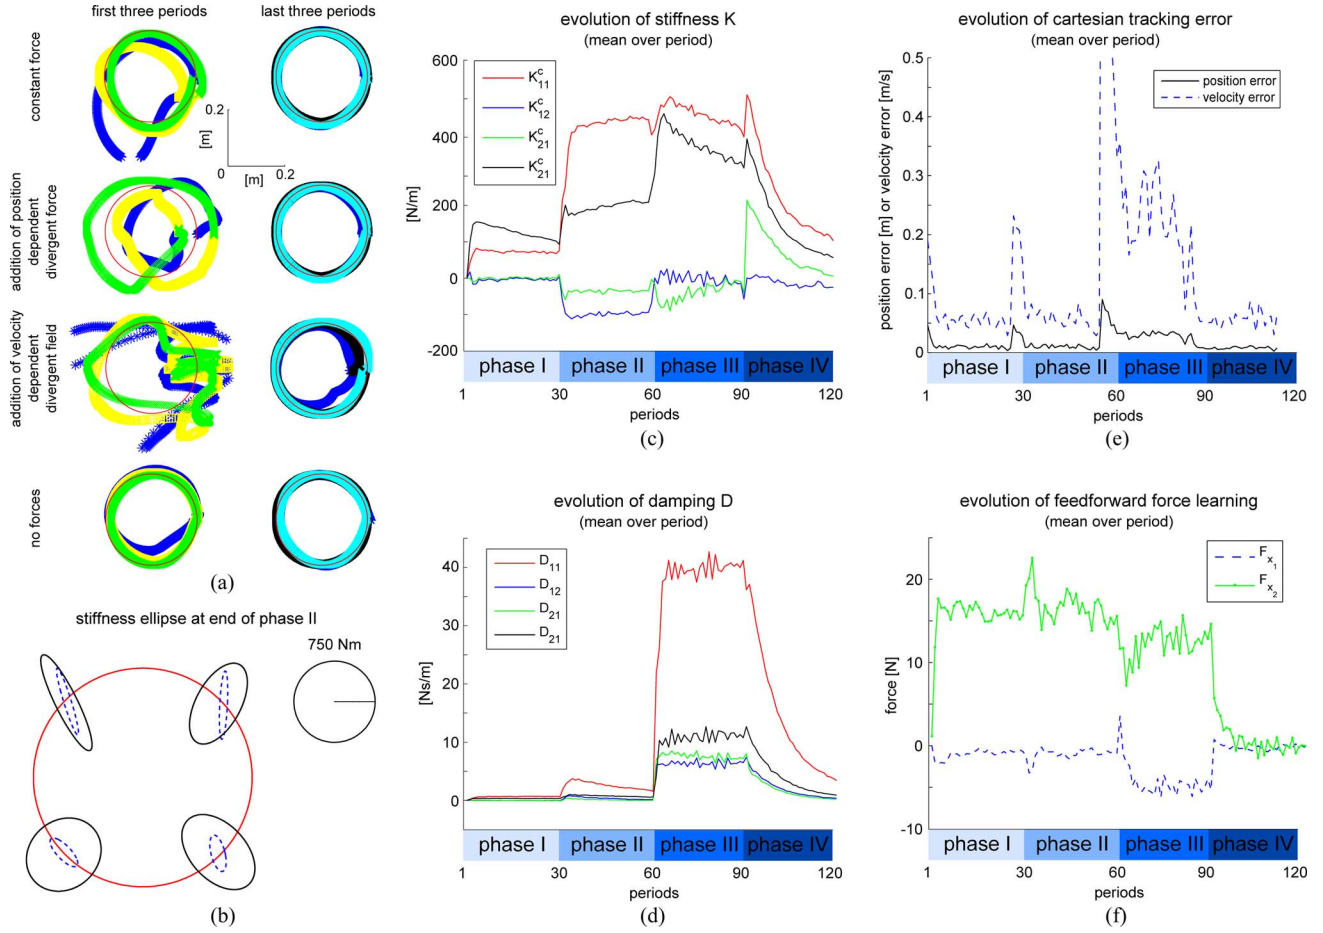 first three periods
last three periods
constant force
0.2
[m]
0
[m]
0.2
addition of position
dependent
divergent force
addition of velocity
dependent
divergent field
no forces
(a)
stiffness ellipse at end of phase II
750 Nm
(b)
evolution of stiffness K
(mean over period)
600
400
200
0
-100
-200
[N/m]
K^c_11
K^c_12
K^c_21
K^c_21
phase I
phase II
phase III
phase IV
1
30
60
90
120
periods
(c)
evolution of damping D
(mean over period)
40
30
20
10
0
[Ns/m]
D_11
D_12
D_21
D_21
phase I
phase II
phase III
phase IV
1
30
60
90
120
periods
(d)
evolution of cartesian tracking error
(mean over period)
0.5
0.4
0.3
0.2
0.1
0
position error [m] or velocity error [m/s]
position error
velocity error
phase I
phase II
phase III
phase IV
1
30
60
90
120
periods
(e)
evolution of feedforward force learning
(mean over period)
20
10
0
-10
force [N]
F_x_1
F_x_2
phase I
phase II
phase III
phase IV
1
30
60
90
120
periods
(f)